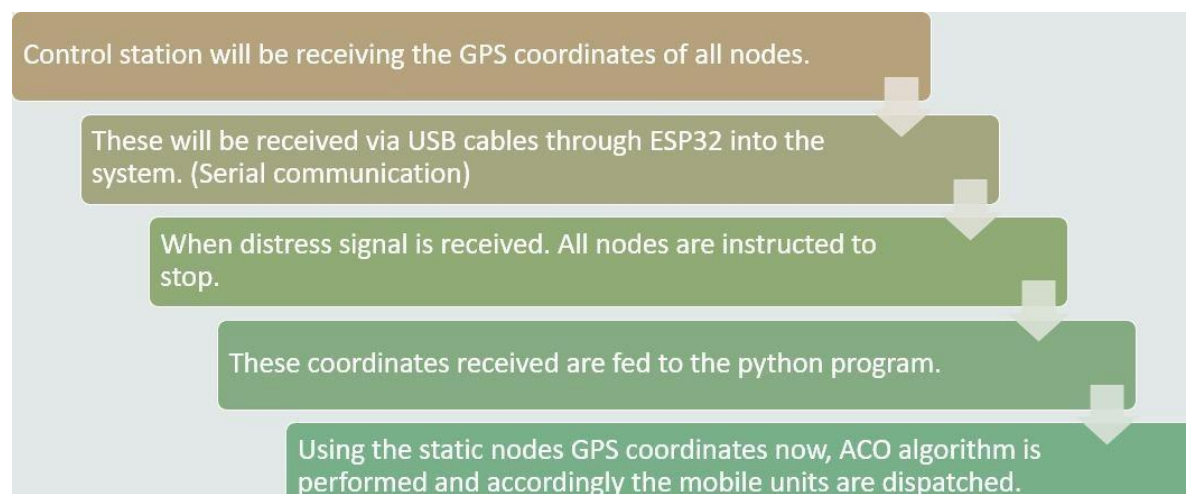 Control station will be receiving the GPS coordinates of all nodes.
These will be received via USB cables through ESP32 into the
system. (Serial communication)
When distress signal is received. All nodes are instructed to
stop.
These coordinates received are fed to the python program.
Using the static nodes GPS coordinates now, ACO algorithm is
performed and accordingly the mobile units are dispatched.